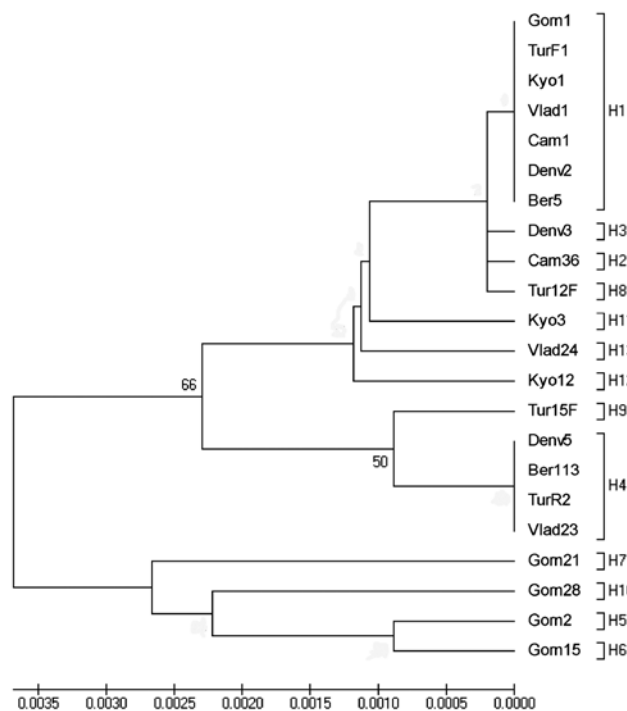 Gom1
TurF1
Kyo1
Vlad1 H1
Cam1
Denv2
Ber5
Denv3 H3
Cam36 H2
Tur12F H8
Kyo3
Vlad24
Kyo12
66
Tur15F H9
Denv5
50
Ber113
H4
TurR2
Vlad23
Gom21 H7
Gom28
Gom2 H5
Gom15 H6
0.0035 0.0030 0.0025 0.0020 0.0015 0.0010 0.0005 0.0000